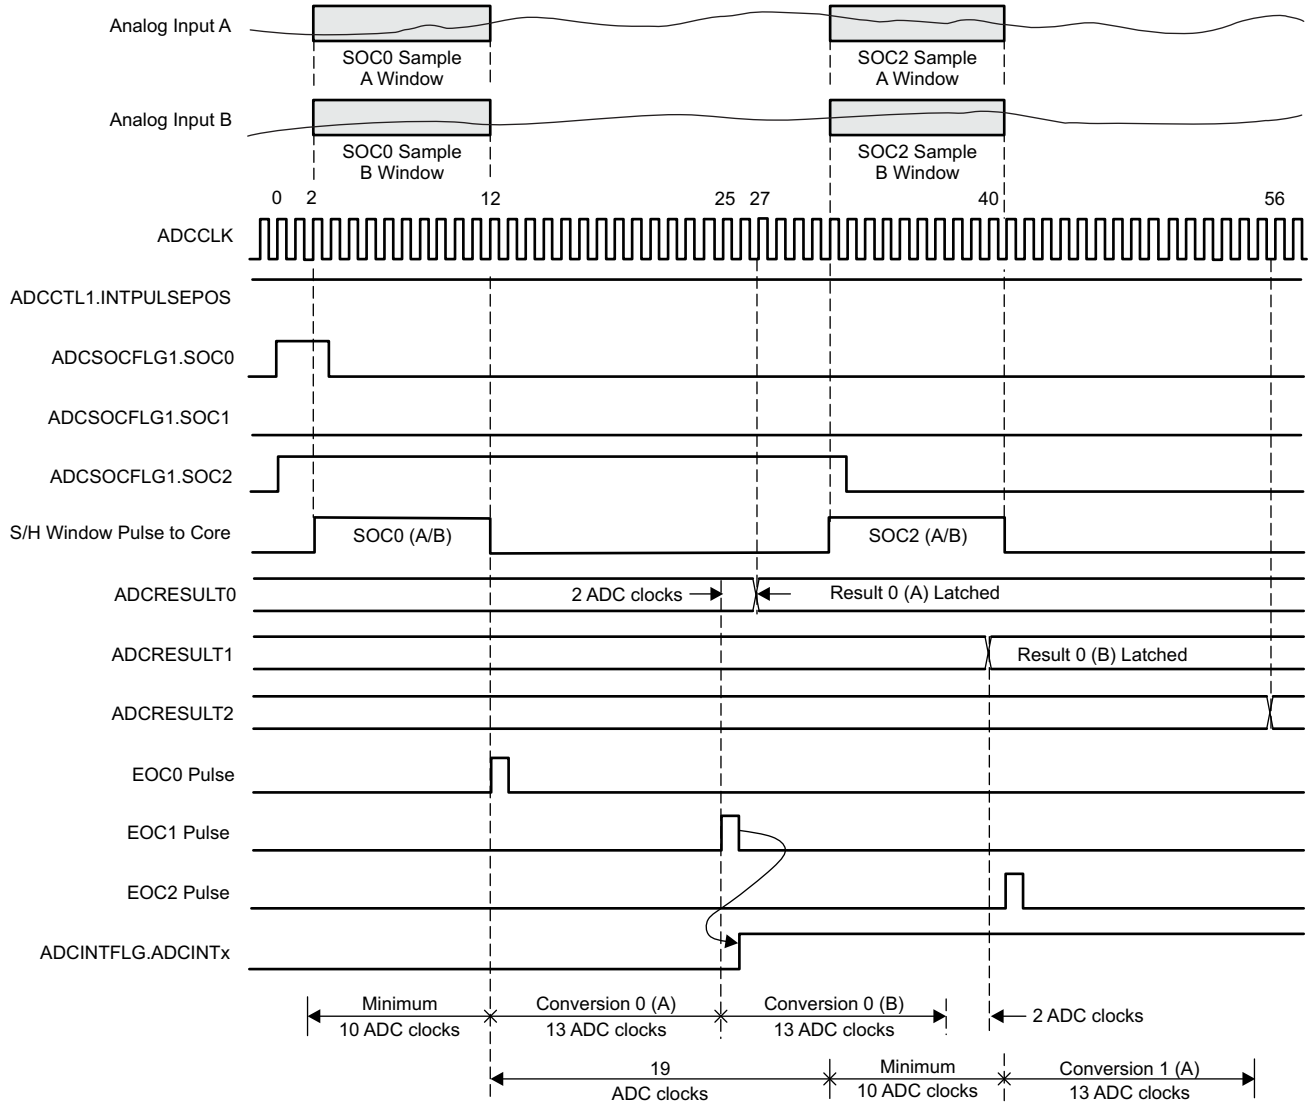 Analog Input A
SOC0 Sample
A Window
SOC2 Sample
A Window
Analog Input B
SOC0 Sample
B Window
SOC2 Sample
B Window
0 2 12 25 27 40 56
ADCCLK
ADCCTL1.INTPULSEPOS
ADCSOCFLG1.SOC0
ADCSOCFLG1.SOC1
ADCSOCFLG1.SOC2
S/H Window Pulse to Core
SOC0 (A/B)
SOC2 (A/B)
ADCRESULT0
2 ADC clocks
Result 0 (A) Latched
ADCRESULT1
Result 0 (B) Latched
ADCRESULT2
EOC0 Pulse
EOC1 Pulse
EOC2 Pulse
ADCINTFLG.ADCINTx
Minimum
10 ADC clocks
Conversion 0 (A)
13 ADC clocks
Conversion 0 (B)
13 ADC clocks
2 ADC clocks
19
ADC clocks
Minimum
10 ADC clocks
Conversion 1 (A)
13 ADC clocks